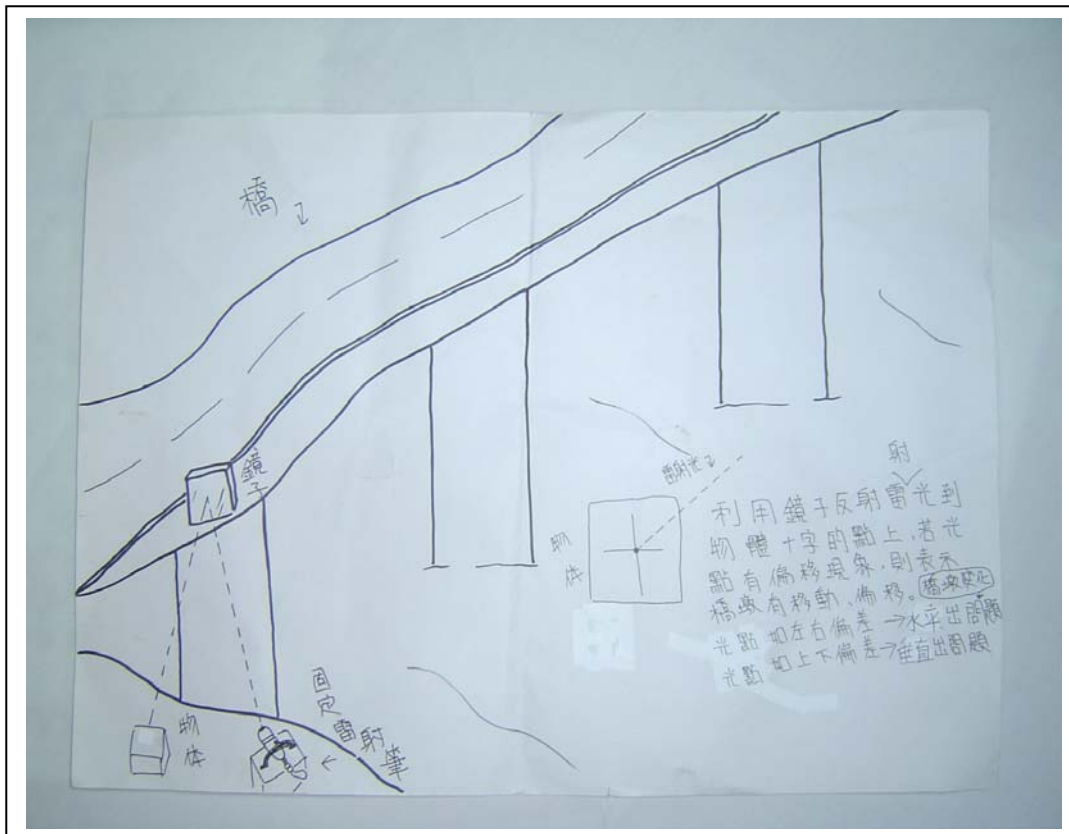 橋
鏡子
雷射光
物体
射
利用鏡子反射雷光到
物體十字的點上,若光
點有偏移現象,則表示
橋墩有移動、偏移。橋墩變化
光點如左右偏差→水平出問題
光點如上下偏差→垂直出問題
物体
固定雷射筆